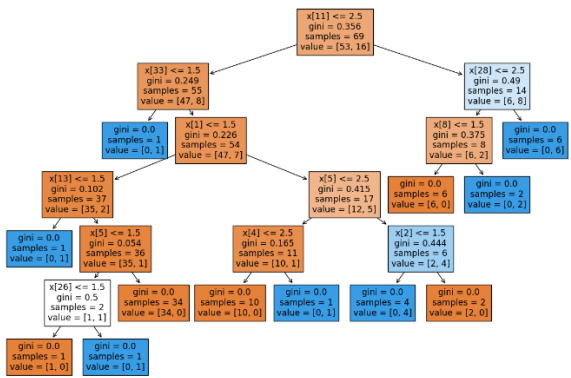 x[11] <= 2.5
gini = 0.356
samples = 69
value = [53, 16]
x[33] <= 1.5
gini = 0.249
samples = 55
value = [47, 8]
x[28] <= 2.5
gini = 0.49
samples = 14
value = [6, 8]
gini = 0.0
samples = 1
value = [0, 1]
x[1] <= 1.5
gini = 0.226
samples = 54
value = [47, 7]
x[8] <= 1.5
gini = 0.375
samples = 8
value = [6, 2]
gini = 0.0
samples = 6
value = [0, 6]
x[13] <= 1.5
gini = 0.102
samples = 37
value = [35, 2]
x[5] <= 2.5
gini = 0.415
samples = 17
value = [12, 5]
gini = 0.0
samples = 6
value = [6, 0]
gini = 0.0
samples = 2
value = [0, 2]
gini = 0.0
samples = 1
value = [0, 1]
x[5] <= 1.5
gini = 0.054
samples = 36
value = [35, 1]
x[4] <= 2.5
gini = 0.165
samples = 11
value = [10, 1]
x[2] <= 1.5
gini = 0.444
samples = 6
value = [2, 4]
x[26] <= 1.5
gini = 0.5
samples = 2
value = [1, 1]
gini = 0.0
samples = 34
value = [34, 0]
gini = 0.0
samples = 10
value = [10, 0]
gini = 0.0
samples = 1
value = [0, 1]
gini = 0.0
samples = 4
value = [0, 4]
gini = 0.0
samples = 2
value = [2, 0]
gini = 0.0
samples = 1
value = [1, 0]
gini = 0.0
samples = 1
value = [0, 1]